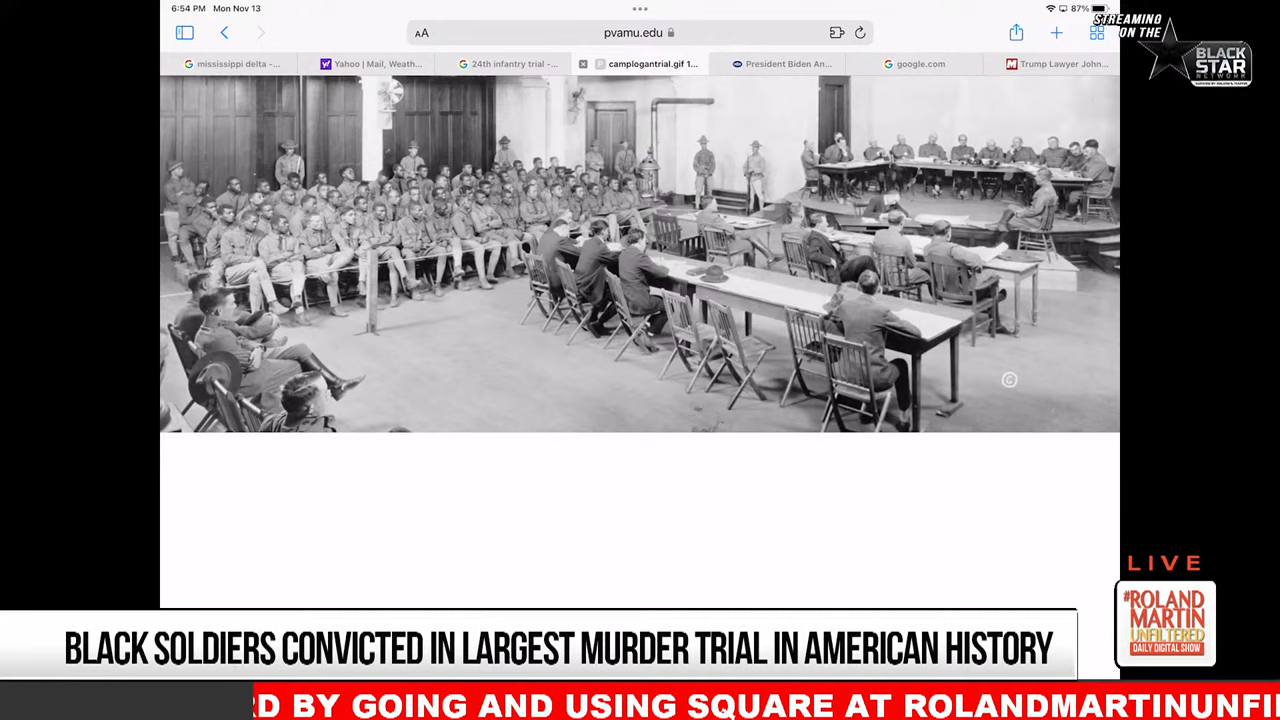 6:54 PM Mon Nov 13
87%
AA
pvamu.edu
mississippi delta -...
Yahoo | Mail, Weath...
24th infantry trial -...
camplogantrial.gif 1...
President Biden An...
google.com
Trump Lawyer John...
STREAMING
ON THE
BLACK
STAR
NETWORK
©
LIVE
#ROLAND
MARTIN
UNFILTERED
DAILY DIGITAL SHOW
BLACK SOLDIERS CONVICTED IN LARGEST MURDER TRIAL IN AMERICAN HISTORY
RD BY GOING AND USING SQUARE AT ROLANDMARTINUNFI